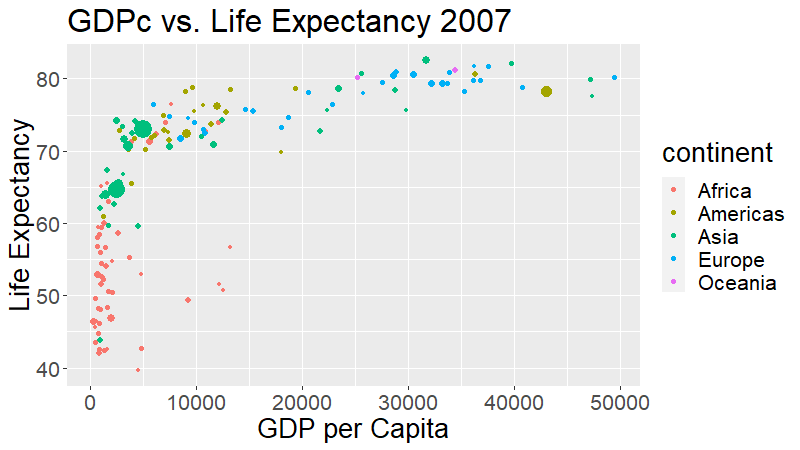 GDPc vs. Life Expectancy 2007
Life Expectancy
80
70
60
50
40
0 10000 20000 30000 40000 50000
GDP per Capita
continent
Africa
Americas
Asia
Europe
Oceania